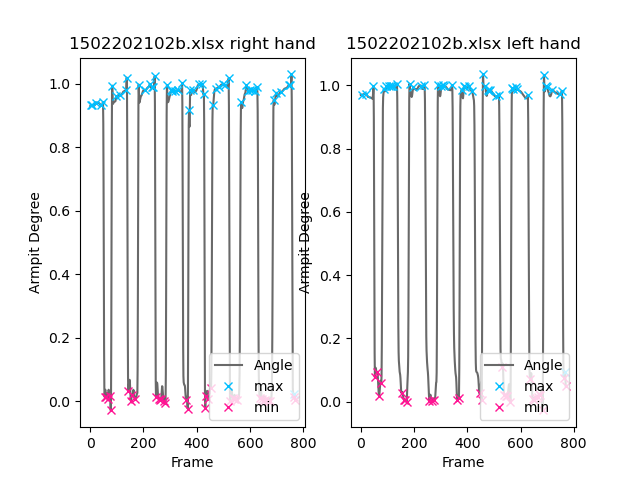 1502202102b.xlsx right hand
1.0
0.8
0.6
0.4
0.2
0.0
Armpit Degree
0 200 400 600 800
Frame
Angle
max
min
1502202102b.xlsx left hand
1.0
0.8
0.6
0.4
0.2
0.0
Armpit Degree
0 200 400 600 800
Frame
Angle
max
min